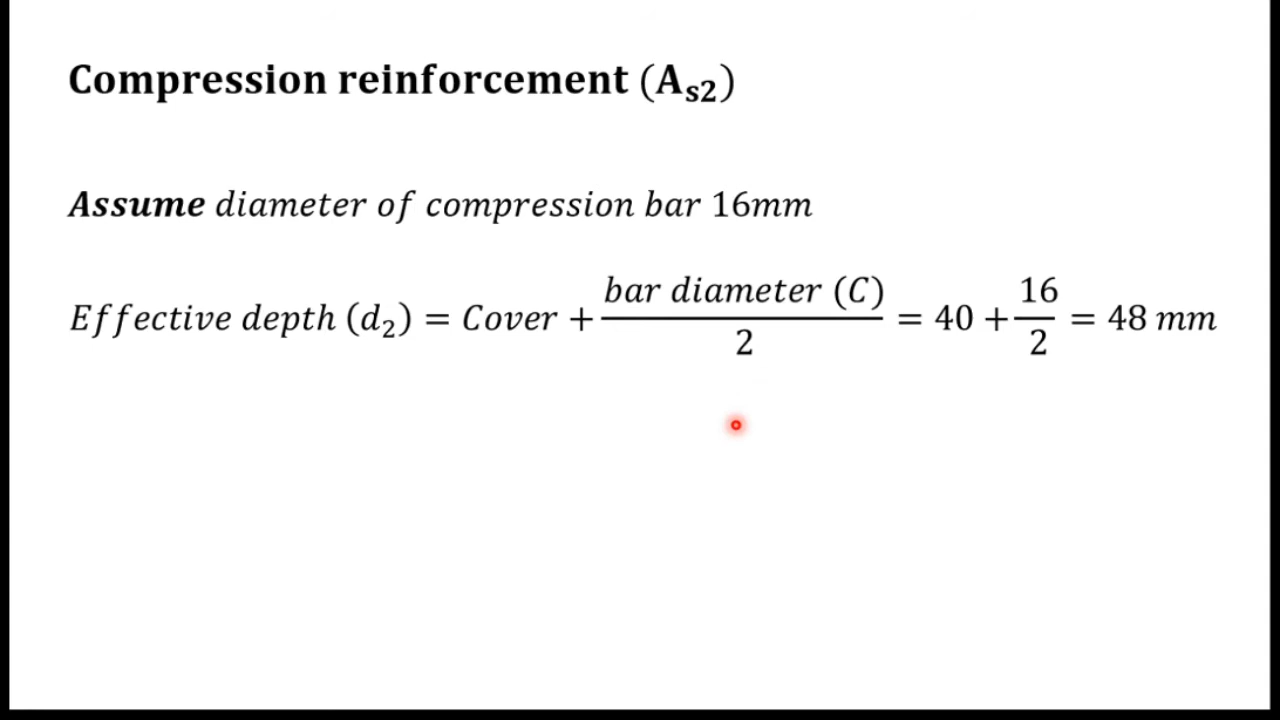 Compression reinforcement (Aₛ₂)
Assume diameter of compression bar 16mm
Effective depth (d₂) = Cover + bar diameter (C)/2 = 40 + 16/2 = 48 mm